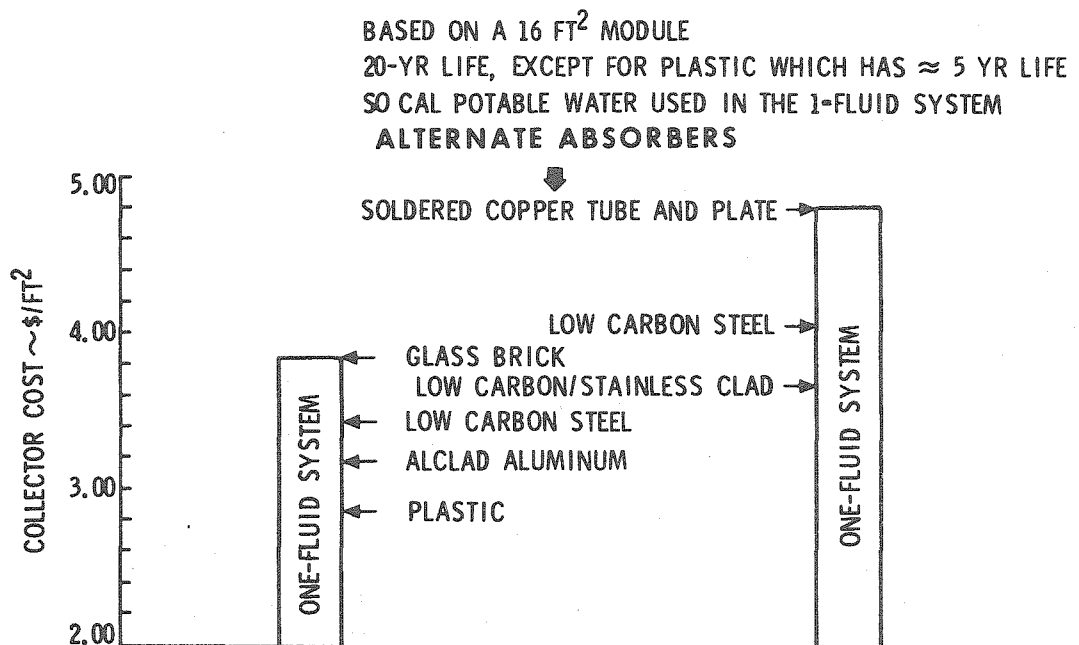 BASED ON A 16 FT² MODULE
20-YR LIFE, EXCEPT FOR PLASTIC WHICH HAS ≈ 5 YR LIFE
SO CAL POTABLE WATER USED IN THE 1-FLUID SYSTEM
ALTERNATE ABSORBERS
5.00
SOLDERED COPPER TUBE AND PLATE
COLLECTOR COST ~ $/FT²
4.00
LOW CARBON STEEL
GLASS BRICK
LOW CARBON/STAINLESS CLAD
LOW CARBON STEEL
ALCLAD ALUMINUM
3.00
PLASTIC
ONE-FLUID SYSTEM
ONE-FLUID SYSTEM
2.00